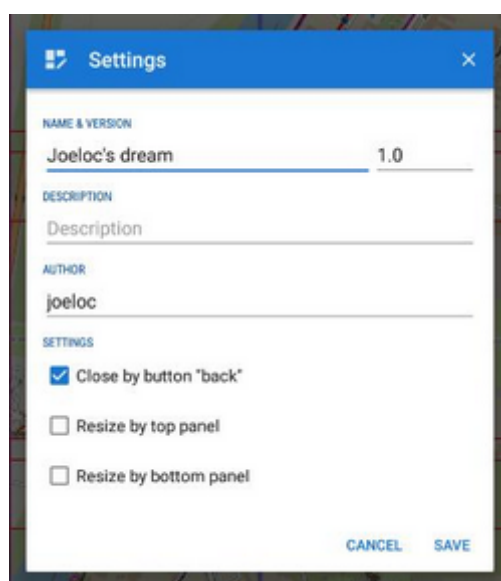 Settings
NAME & VERSION
Joeloc's dream 1.0
DESCRIPTION
Description
AUTHOR
joeloc
SETTINGS
Close by button "back"
Resize by top panel
Resize by bottom panel
CANCEL SAVE